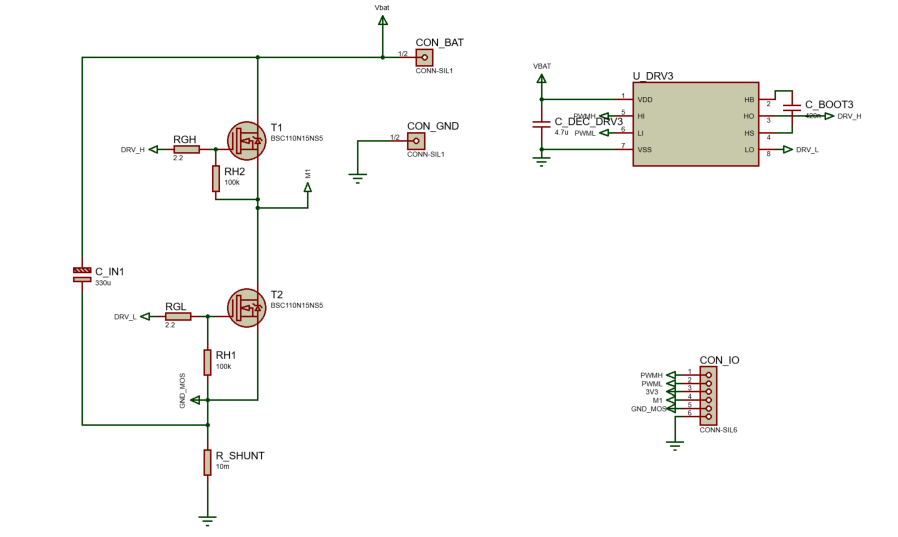 Vbat
CON_BAT
1/2
CONN-SIL1
CON_GND
1/2
CONN-SIL1
T1
BSC110N15NS5
RGH
DRV_H
2.2
RH2
100k
M1
C_IN1
330u
T2
BSC110N15NS5
RGL
DRV_L
2.2
RH1
100k
GND_MOS
R_SHUNT
10m
VBAT
U_DRV3
1 VDD HB 2
PWMH 5 HI HO 3
PWML 6 LI HS 4
7 VSS LO 8
C_DEC_DRV3
4.7u
C_BOOT3
DRV_H
DRV_L
CON_IO
PWMH 1
PWML 2
3V3 3
M1 4
GND_MOS 5
6
CONN-SIL6